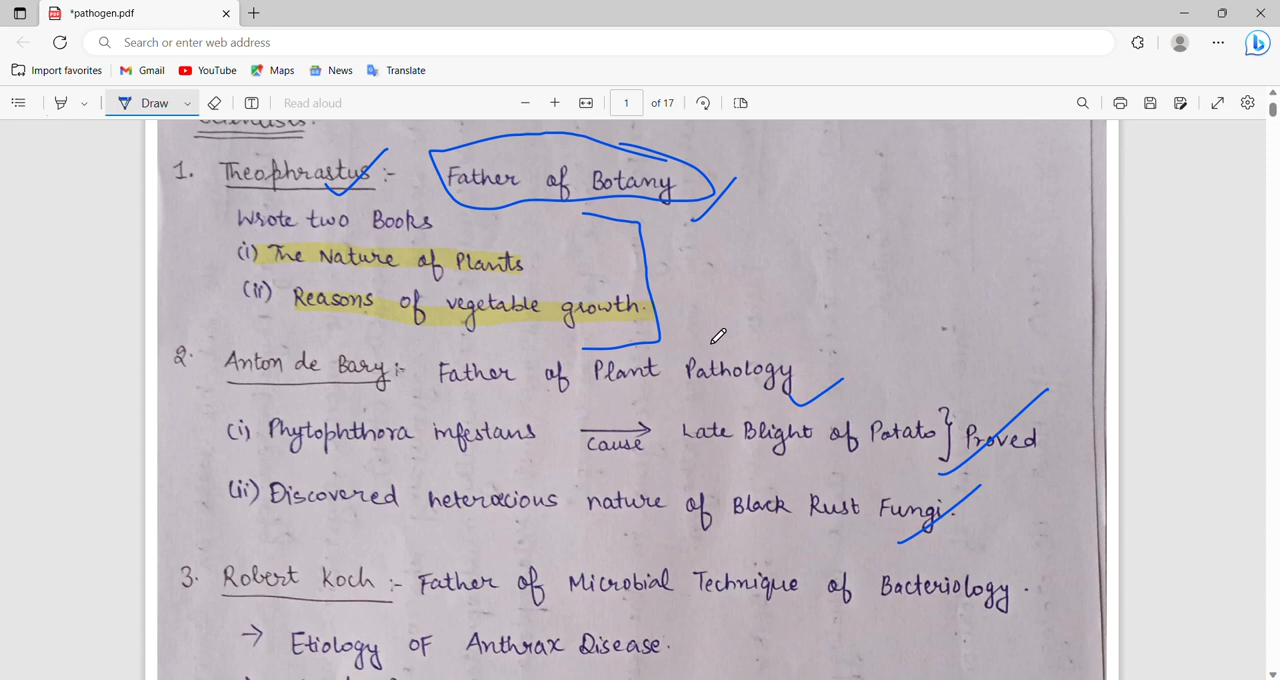 *pathogen.pdf
Search or enter web address
Import favorites Gmail YouTube Maps News Translate
Draw Read aloud 1 of 17
1. Theophrastus :- Father of Botany
Wrote two Books
(i) The Nature of Plants
(ii) Reasons of vegetable growth.
2. Anton de Bary :- Father of Plant Pathology
(i) Phytophthora infestans → cause Late Blight of Potato } Proved
(ii) Discovered heteroecious nature of Black Rust Fungi.
3. Robert Koch :- Father of Microbial Technique of Bacteriology.
→ Etiology OF Anthrax Disease.